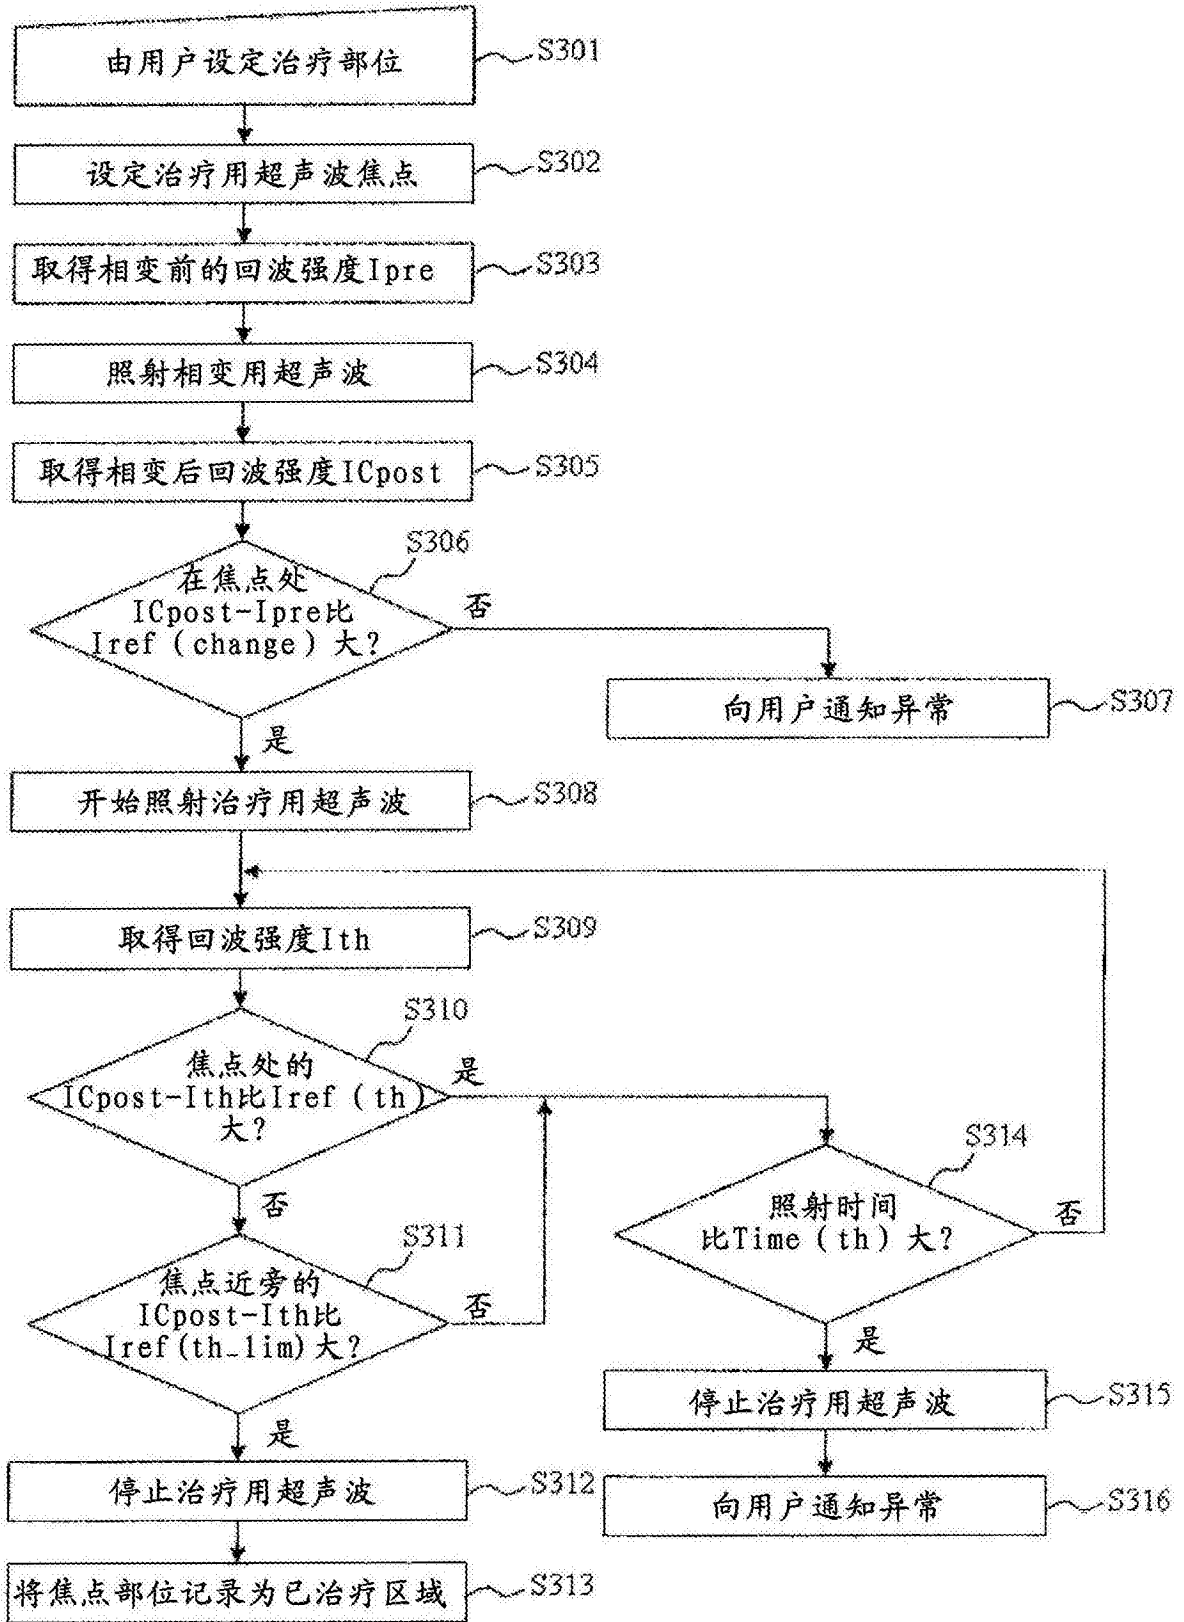 由用户设定治疗部位
S301
设定治疗用超声波焦点
S302
取得相变前的回波强度Ipre
S303
照射相变用超声波
S304
取得相变后回波强度ICpost
S305
S306
在焦点处
ICpost-Ipre比
Iref（change）大?
否
是
向用户通知异常
S307
开始照射治疗用超声波
S308
取得回波强度Ith
S309
S310
焦点处的
ICpost-Ith比Iref（th）
大?
是
否
S311
焦点近旁的
ICpost-Ith比
Iref(th_lim)大?
否
是
S314
照射时间
比Time（th）大?
否
是
停止治疗用超声波
S315
向用户通知异常
S316
停止治疗用超声波
S312
将焦点部位记录为已治疗区域
S313